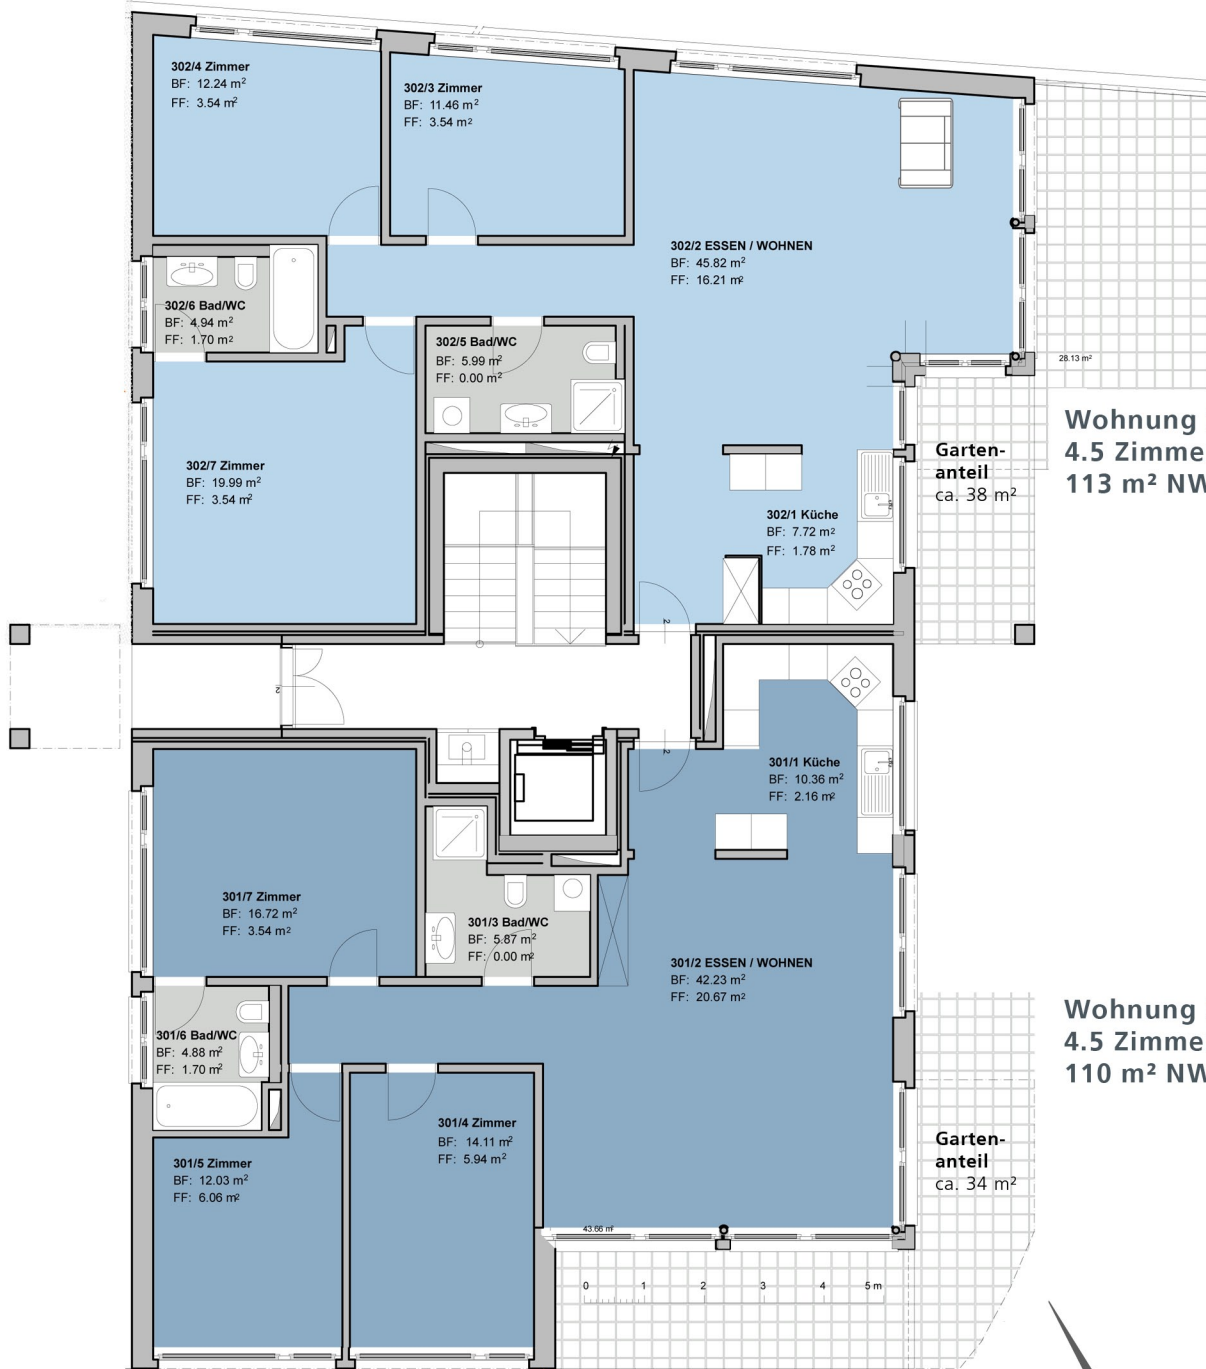 302/4 Zimmer
BF: 12.24 m²
FF: 3.54 m²
302/3 Zimmer
BF: 11.46 m²
FF: 3.54 m²
302/2 ESSEN / WOHNEN
BF: 45.82 m²
FF: 16.21 m²
302/6 Bad/WC
BF: 4.94 m²
FF: 1.70 m²
302/5 Bad/WC
BF: 5.99 m²
FF: 0.00 m²
28.13 m²
Wohnung
4.5 Zimme
113 m² NW
Garten-
anteil
ca. 38 m²
302/7 Zimmer
BF: 19.99 m²
FF: 3.54 m²
302/1 Küche
BF: 7.72 m²
FF: 1.78 m²
2
2
2
301/1 Küche
BF: 10.36 m²
FF: 2.16 m²
301/7 Zimmer
BF: 16.72 m²
FF: 3.54 m²
301/3 Bad/WC
BF: 5.87 m²
FF: 0.00 m²
301/2 ESSEN / WOHNEN
BF: 42.23 m²
FF: 20.67 m²
Wohnung
4.5 Zimme
110 m² NW
301/6 Bad/WC
BF: 4.88 m²
FF: 1.70 m²
301/4 Zimmer
BF: 14.11 m²
FF: 5.94 m²
Garten-
anteil
ca. 34 m²
301/5 Zimmer
BF: 12.03 m²
FF: 6.06 m²
43.66 m²
0 1 2 3 4 5 m